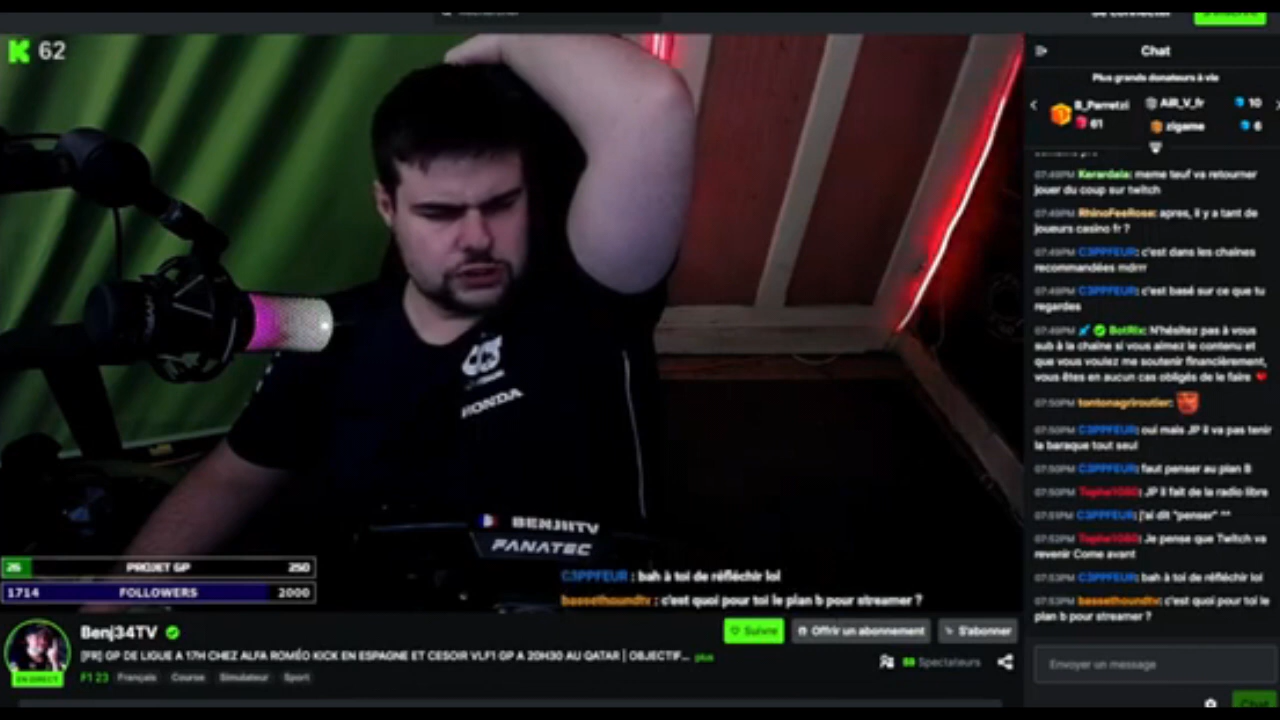 62
Chat
Plus grands donateurs à vie
B_Parretzi
61
AiR_V_fr 10
zigame 6
07:49PM Kerardala: meme teuf va retourner
jouer du coup sur twitch
07:49PM RhinoFeeRose: apres, il y a tant de
joueurs casino fr ?
07:49PM C3PPFEUR: c'est dans les chaines
recommandées mdrrr
07:49PM C3PPFEUR: c'est basé sur ce que tu
regardes
07:49PM BotRix: N'hésitez pas à vous
sub à la chaine si vous aimez le contenu et
que vous voulez me soutenir financièrement,
vous êtes en aucun cas obligés de le faire
07:50PM tontonagriroutier:
07:50PM C3PPFEUR: oui mais JP il va pas tenir
la baraque tout seul
07:50PM C3PPFEUR: faut penser au plan B
07:50PM Tophe1080: JP il fait de la radio libre
07:51PM C3PPFEUR: j'ai dit "penser" ^^
07:52PM Tophe1080: Je pense que Twitch va
revenir Come avant
07:53PM C3PPFEUR: bah à toi de réfléchir lol
07:53PM bassethoundtv: c'est quoi pour toi le
plan b pour streamer ?
Envoyer un message
Chat
HONDA
BENJIITV
FANATEC
C3PPFEUR : bah à toi de réfléchir lol
bassethoundtv : c'est quoi pour toi le plan b pour streamer ?
26 PROJET GP 250
1714 FOLLOWERS 2000
Benj34TV
Suivre
Offrir un abonnement
S'abonner
[FR] GP DE LIGUE A 17H CHEZ ALFA ROMÉO KICK EN ESPAGNE ET CESOIR VLF1 GP A 20H30 AU QATAR | OBJECTIF... plus
Spectateurs
EN DIRECT
F1 23 Français Course Simulateur Sport